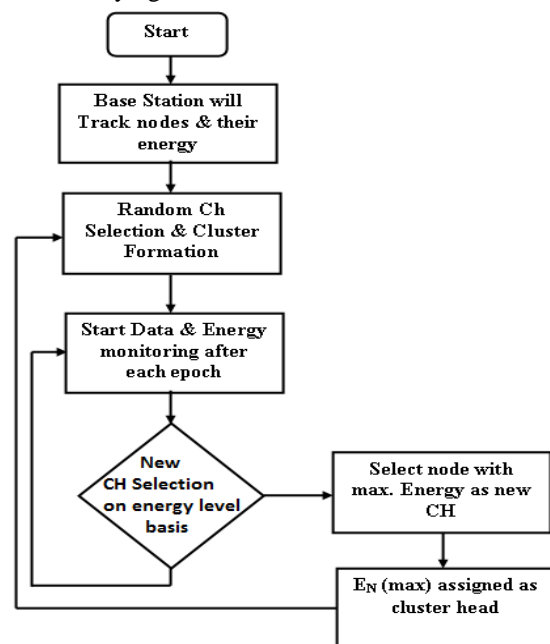 Start
Base Station will
Track nodes & their
energy
Random Ch
Selection & Cluster
Formation
Start Data & Energy
monitoring after
each epoch
New
CH Selection
on energy level
basis
Select node with
max. Energy as new
CH
EN (max) assigned as
cluster head